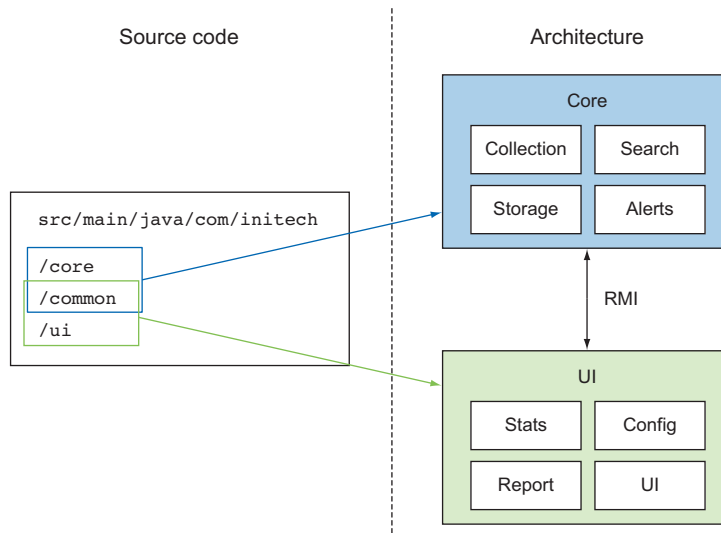 Source code
Architecture
src/main/java/com/initech
/core
/common
/ui
Core
Collection
Search
Storage
Alerts
RMI
UI
Stats
Config
Report
UI